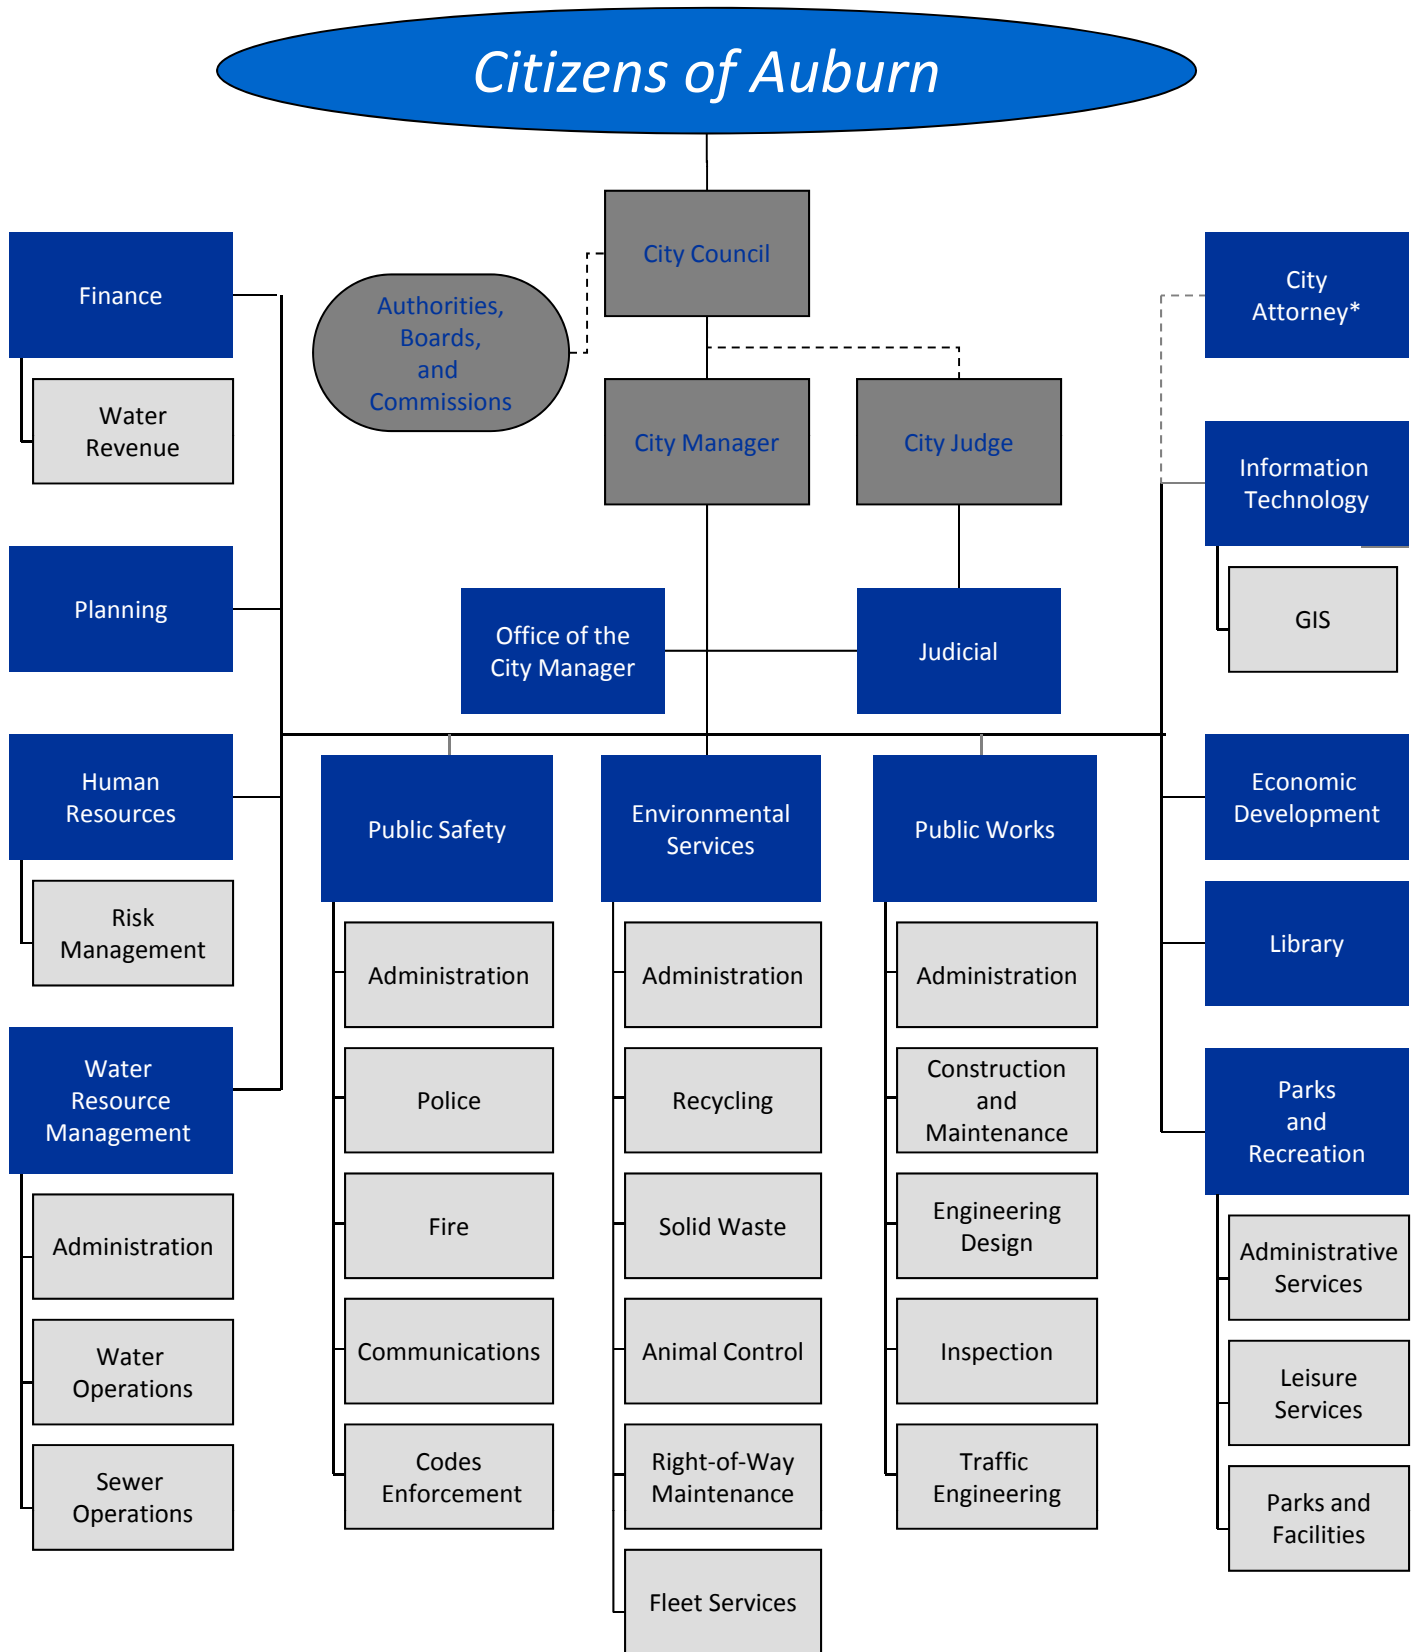 Citizens of Auburn
City Council
Authorities,
Boards,
and
Commissions
City Manager
City Judge
Office of the
City Manager
Judicial
Finance
Water
Revenue
Planning
Human
Resources
Risk
Management
Water
Resource
Management
Administration
Water
Operations
Sewer
Operations
Public Safety
Administration
Police
Fire
Communications
Codes
Enforcement
Environmental
Services
Administration
Recycling
Solid Waste
Animal Control
Right-of-Way
Maintenance
Fleet Services
Public Works
Administration
Construction
and
Maintenance
Engineering
Design
Inspection
Traffic
Engineering
City
Attorney*
Information
Technology
GIS
Economic
Development
Library
Parks
and
Recreation
Administrative
Services
Leisure
Services
Parks and
Facilities